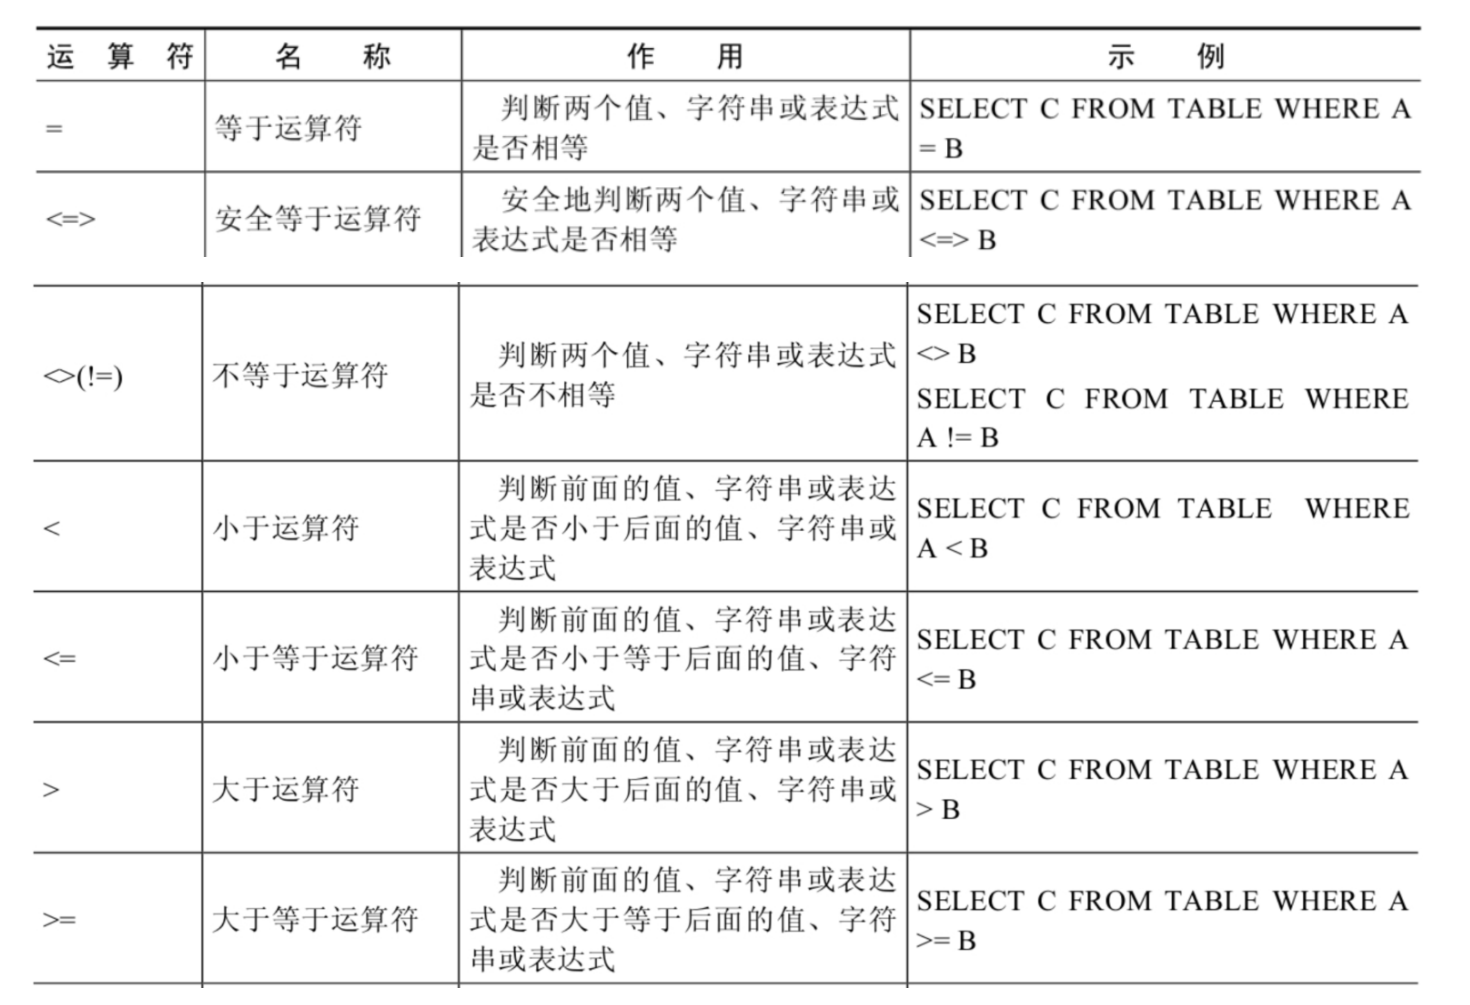 运 算 符 名 称 作 用 示 例
= 等于运算符 判断两个值、字符串或表达式 SELECT C FROM TABLE WHERE A
是否相等 = B
<=> 安全等于运算符 安全地判断两个值、字符串或 SELECT C FROM TABLE WHERE A
表达式是否相等 <=> B
<>(!=) 不等于运算符 判断两个值、字符串或表达式
是否不相等
SELECT C FROM TABLE WHERE A
<> B
SELECT C FROM TABLE WHERE
A != B
< 小于运算符 判断前面的值、字符串或表达
式是否小于后面的值、字符串或
表达式
SELECT C FROM TABLE WHERE
A < B
<= 小于等于运算符 判断前面的值、字符串或表达
式是否小于等于后面的值、字符
串或表达式
SELECT C FROM TABLE WHERE A
<= B
> 大于运算符 判断前面的值、字符串或表达
式是否大于后面的值、字符串或
表达式
SELECT C FROM TABLE WHERE A
> B
>= 大于等于运算符 判断前面的值、字符串或表达
式是否大于等于后面的值、字符
串或表达式
SELECT C FROM TABLE WHERE A
>= B